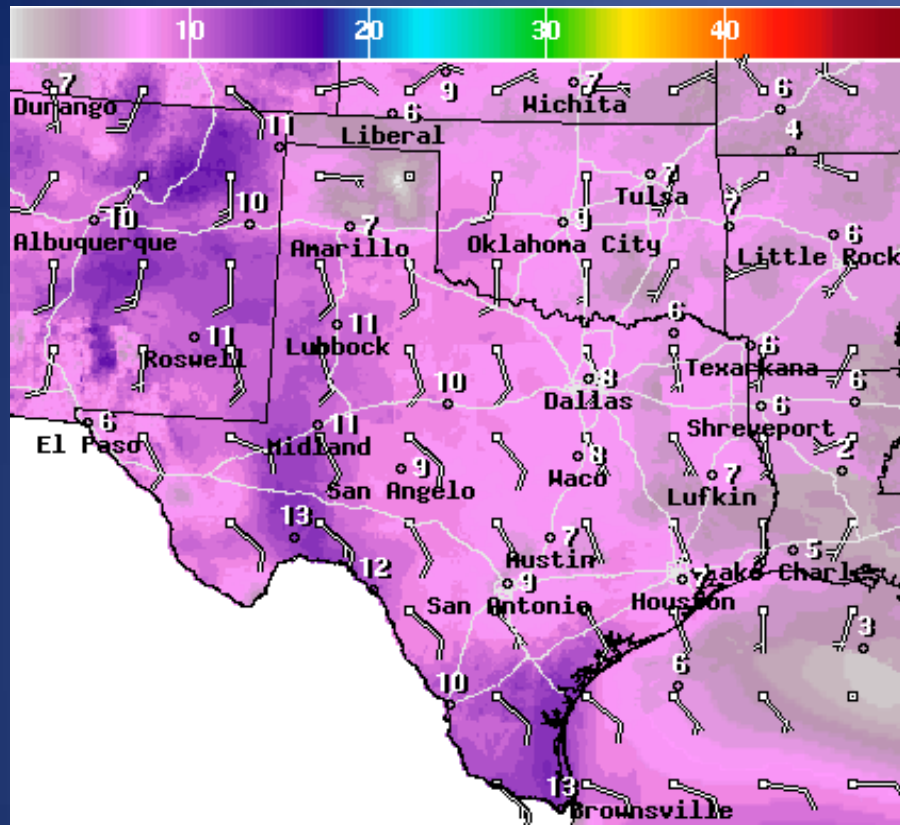 10 20 30 40
7 Durango
9
7 Wichita
6
6 Liberal
11
4
7 Tulsa
10
10
7
9
7
6
Albuquerque
Amarillo
Oklahoma City
Little Rock
11 Roswell
11 Lubbock
6
6 Texarkana
10
8 Dallas
6
6 Shreveport
6 El Paso
11 Midland
9 San Angelo
8 Waco
7 Lufkin
2
13
7 Austin
5
Lake Charles
12
9 San Antonio
7 Houston
3
10
6
13 Brownsville